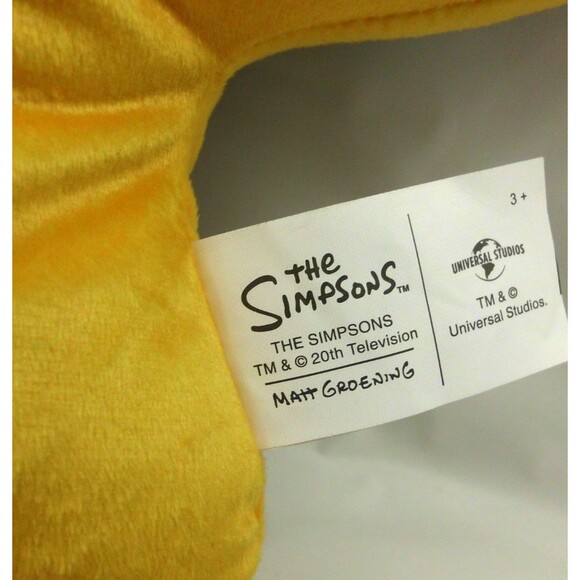 The
Simpsons TM
THE SIMPSONS
TM & © 20th Television
Matt Groening
3 +
UNIVERSAL STUDIOS
TM & ©
Universal Studios.